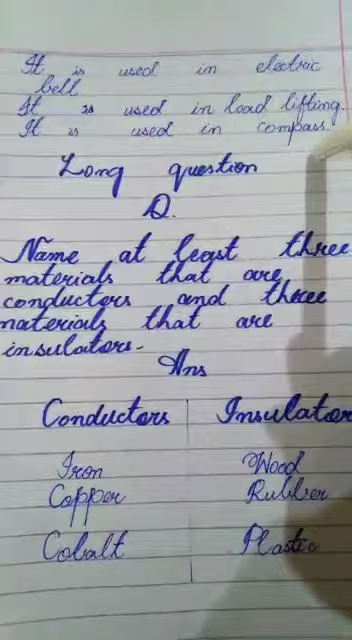 It is used in electric
bell
It is used in load lifting.
It is used in compass.
Long question
Q.
Name at least three
materials that are
conductors and three
materials that are
insulators.
Ans
Conductors Insulator
Iron Wood
Copper Rubber
Cobalt Plastic